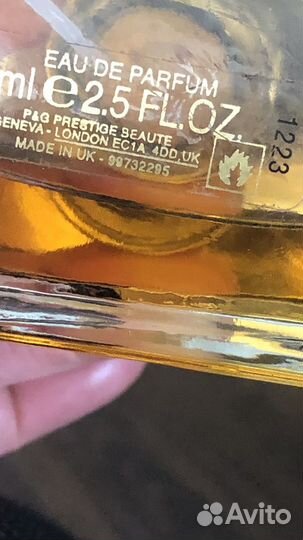 EAU DE PARFUM
ml e 2.5 FL.OZ.
P&G PRESTIGE BEAUTE
GENEVA - LONDON EC1A 4DD UK
MADE IN UK - 99732295
1223
Avito